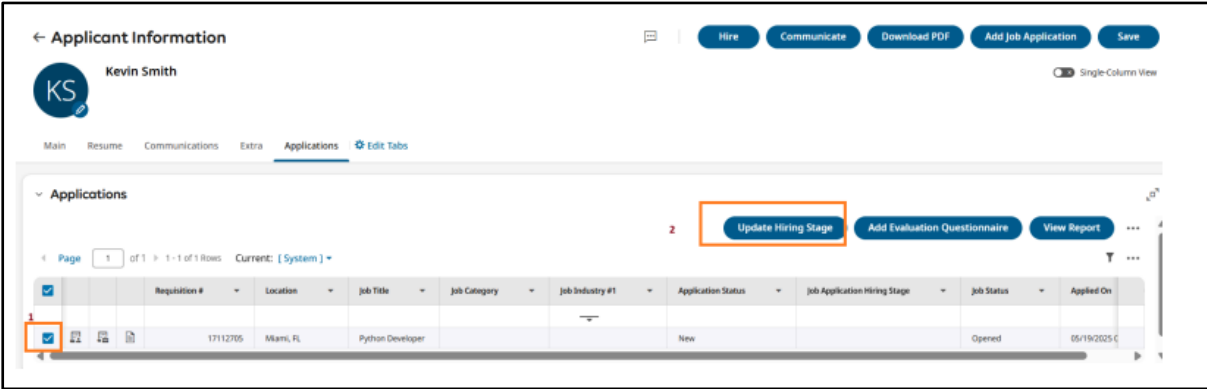 ← Applicant Information
Hire Communicate Download PDF Add Job Application Save
KS
Kevin Smith
Single-Column View
Main Resume Communications Extra Applications Edit Tabs
Applications
2
Update Hiring Stage Add Evaluation Questionnaire View Report ...
Page 1 of 1 1 - 1 of 1 Rows Current: [ System ]
Requisition # Location Job Title Job Category Job Industry #1 Application Status Job Application Hiring Stage Job Status Applied On
1
17112705 Miami, FL Python Developer New Opened 05/19/2025